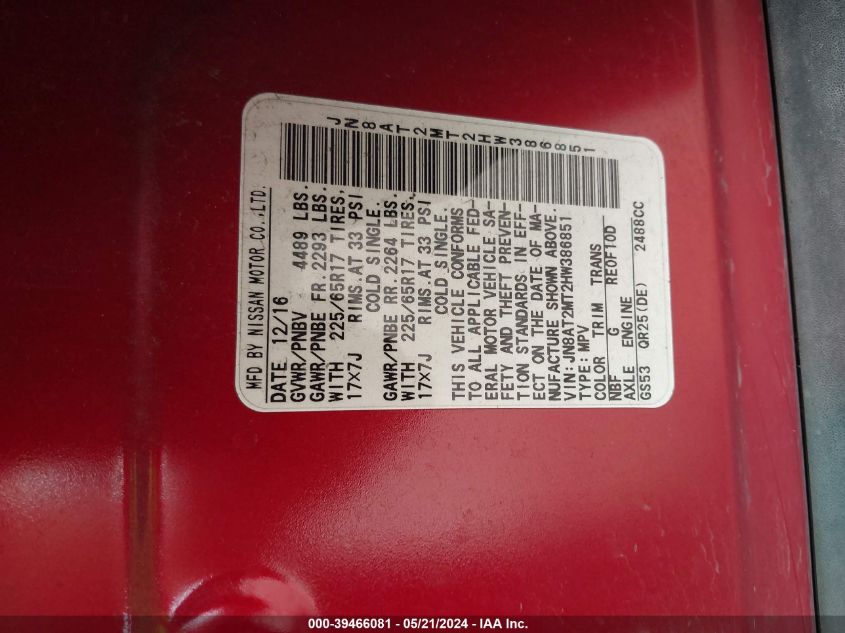 JN8AT2MT2HW386851
MFD BY NISSAN MOTOR CO.,LTD.
DATE 12/16
GVWR/PNBV 4489 LBS.
GAWR/PNBE FR.2293 LBS.
WITH 225/65R17 TIRES,
17X7J RIMS.AT 33 PSI
COLD SINGLE.
GAWR/PNBE RR.2264 LBS.
WITH 225/65R17 TIRES,
17X7J RIMS.AT 33 PSI
COLD SINGLE.
THIS VEHICLE CONFORMS
TO ALL APPLICABLE FED-
ERAL MOTOR VEHICLE SA-
FETY AND THEFT PREVEN-
TION STANDARDS IN EFF-
ECT ON THE DATE OF MA-
NUFACTURE SHOWN ABOVE.
VIN:JN8AT2MT2HW386851
TYPE:MPV
COLOR TRIM TRANS
NBF G RE0F10D
AXLE ENGINE
GS53 QR25(DE) 2488CC
000-39466081 - 05/21/2024 - IAA Inc.